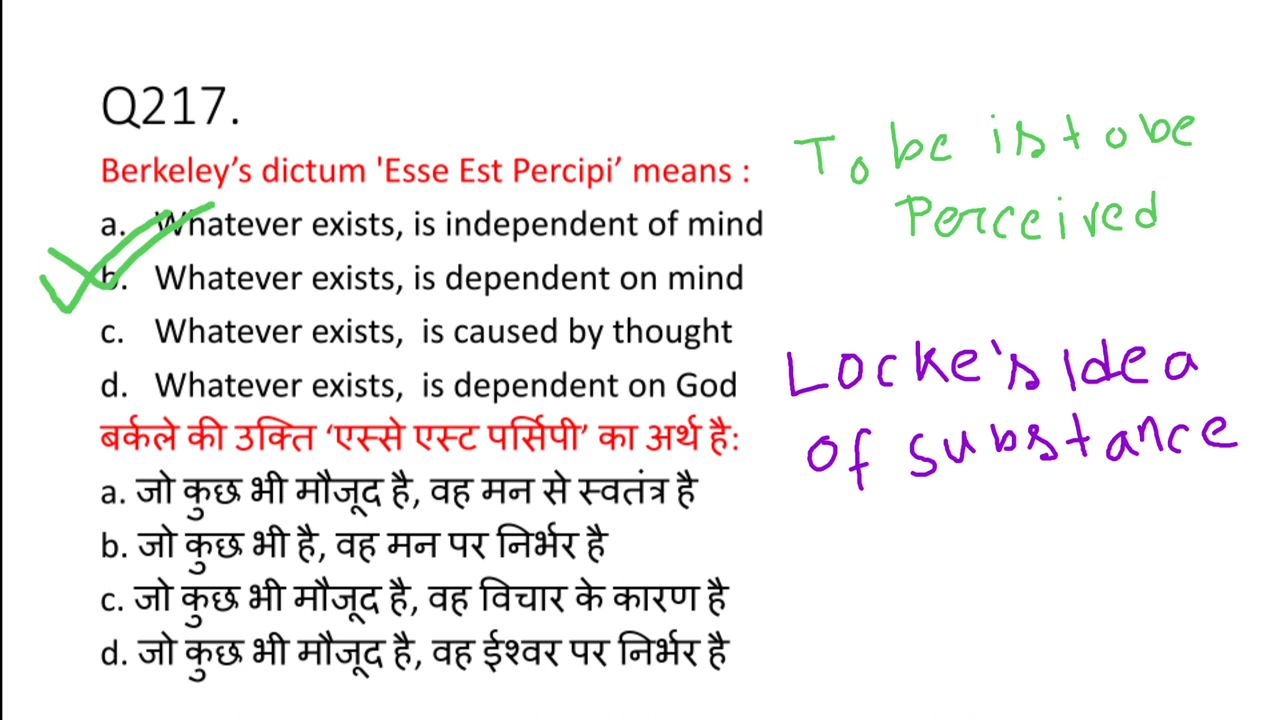 Q217.
Berkeley's dictum 'Esse Est Percipi’ means :
a. Whatever exists, is independent of mind
b. Whatever exists, is dependent on mind
c. Whatever exists, is caused by thought
d. Whatever exists, is dependent on God
बर्कले की उक्ति ‘एस्से एस्ट पर्सिपी’ का अर्थ है:
a. जो कुछ भी मौजूद है, वह मन से स्वतंत्र है
b. जो कुछ भी है, वह मन पर निर्भर है
c. जो कुछ भी मौजूद है, वह विचार के कारण है
d. जो कुछ भी मौजूद है, वह ईश्वर पर निर्भर है
To be is to be
Perceived
Locke's Idea
of substance